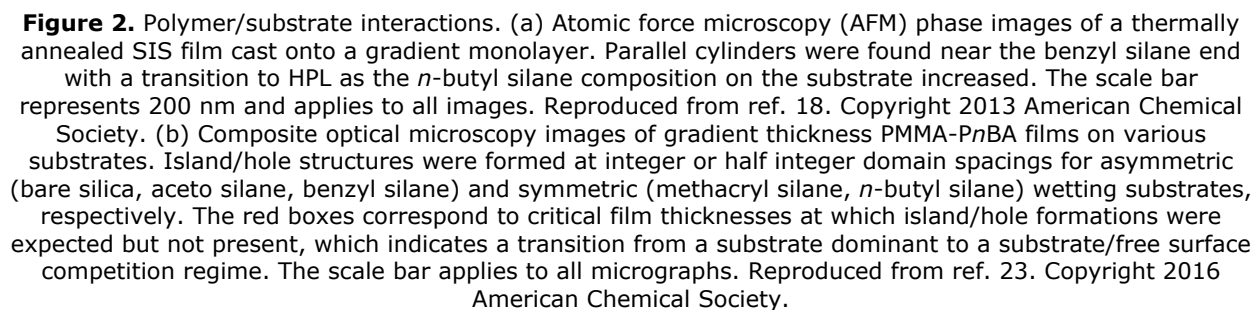 Figure 2. Polymer/substrate interactions. (a) Atomic force microscopy (AFM) phase images of a thermally
annealed SIS film cast onto a gradient monolayer. Parallel cylinders were found near the benzyl silane end
with a transition to HPL as the n-butyl silane composition on the substrate increased. The scale bar
represents 200 nm and applies to all images. Reproduced from ref. 18. Copyright 2013 American Chemical
Society. (b) Composite optical microscopy images of gradient thickness PMMA-PnBA films on various
substrates. Island/hole structures were formed at integer or half integer domain spacings for asymmetric
(bare silica, aceto silane, benzyl silane) and symmetric (methacryl silane, n-butyl silane) wetting substrates,
respectively. The red boxes correspond to critical film thicknesses at which island/hole formations were
expected but not present, which indicates a transition from a substrate dominant to a substrate/free surface
competition regime. The scale bar applies to all micrographs. Reproduced from ref. 23. Copyright 2016
American Chemical Society.